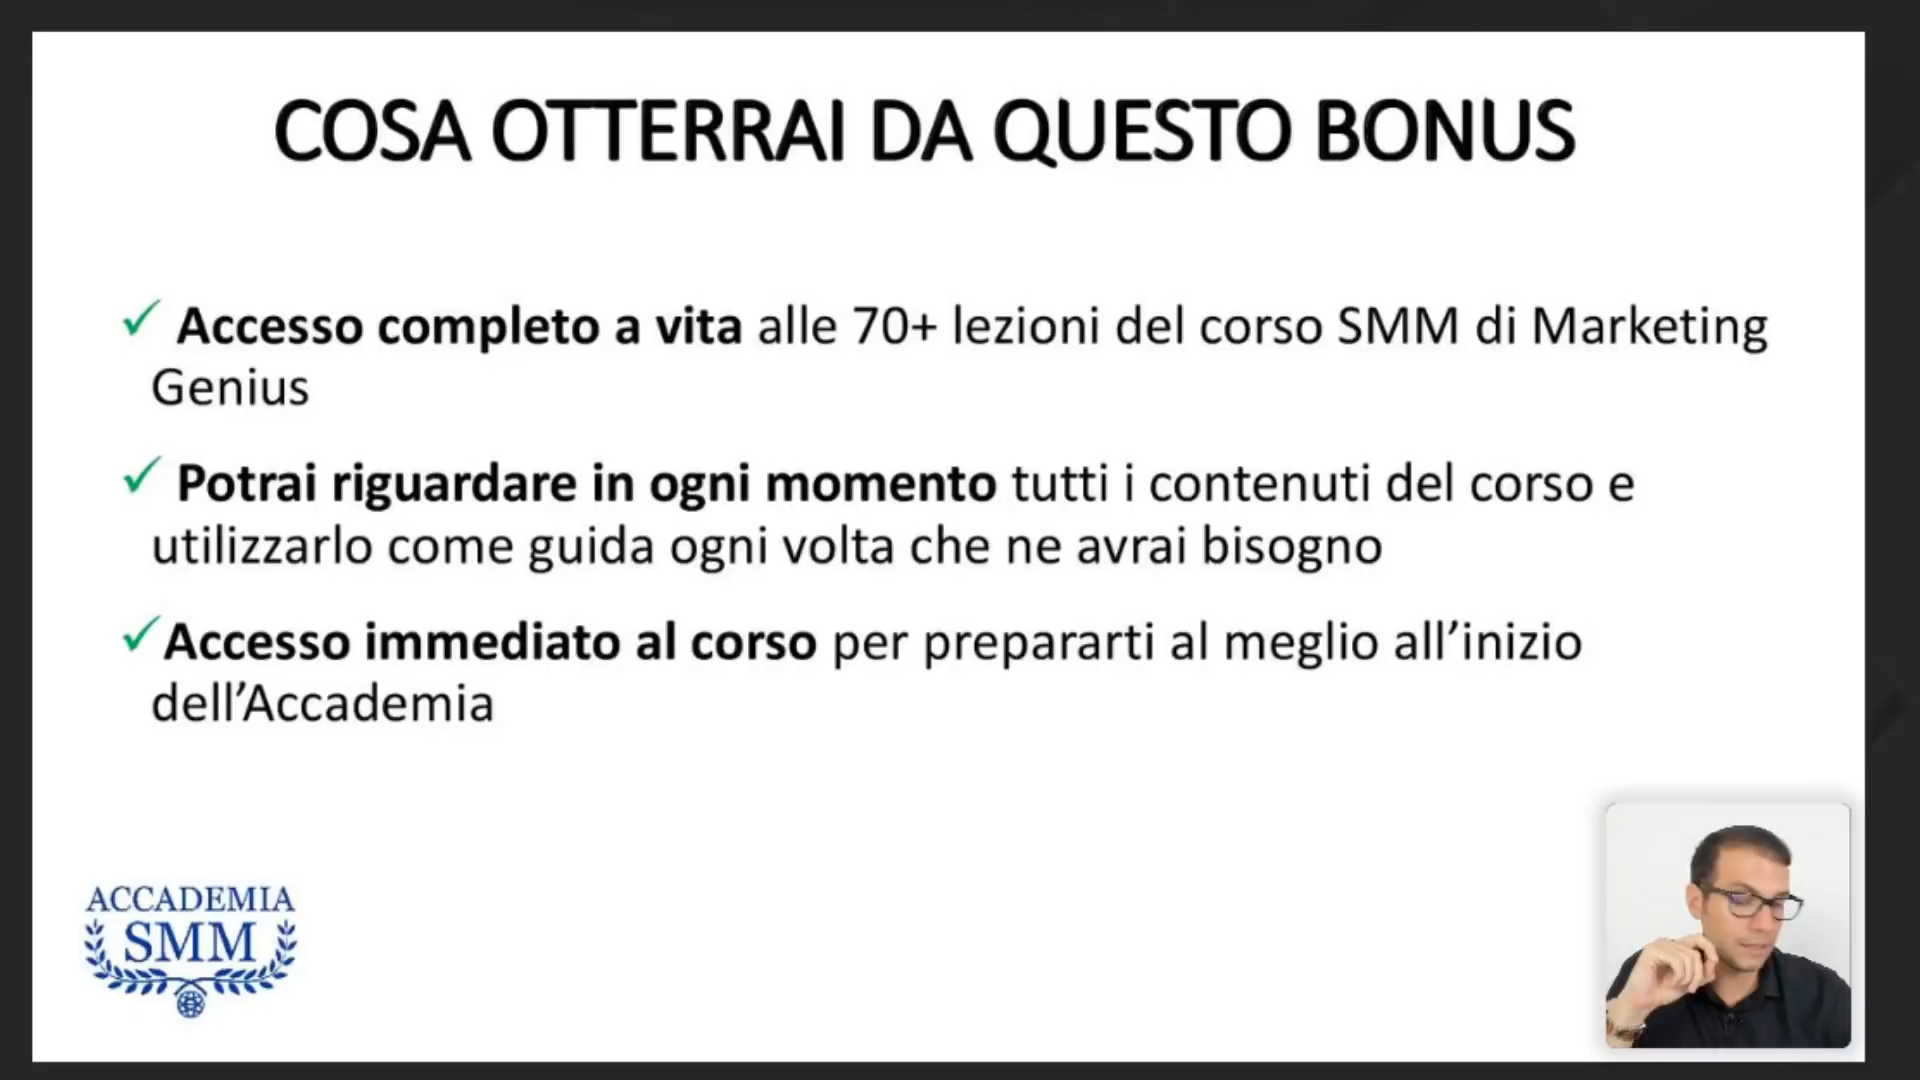 COSA OTTERRAI DA QUESTO BONUS
Accesso completo a vita alle 70+ lezioni del corso SMM di Marketing
Genius
Potrai riguardare in ogni momento tutti i contenuti del corso e
utilizzarlo come guida ogni volta che ne avrai bisogno
Accesso immediato al corso per prepararti al meglio all’inizio
dell’Accademia
ACCADEMIA
SMM